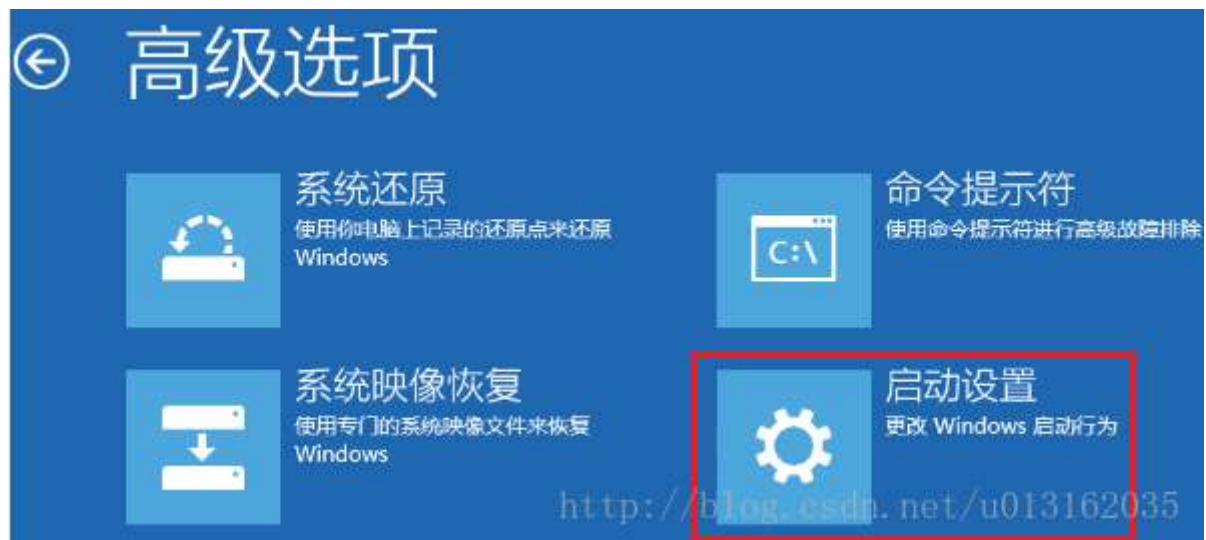 高级选项
系统还原
使用你电脑上记录的还原点来还原
Windows
命令提示符
使用命令提示符进行高级故障排除
C:\
系统映像恢复
使用专门的系统映像文件来恢复
Windows
启动设置
更改 Windows 启动行为
http://blog.csdn.net/u013162035